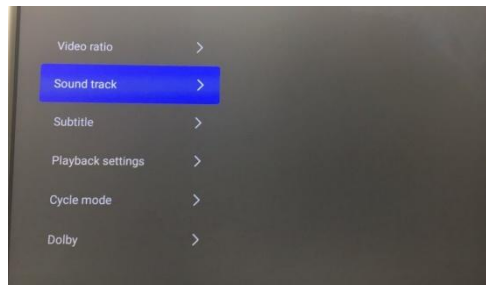 Video ratio
Sound track
Subtitle
Playback settings
Cycle mode
Dolby